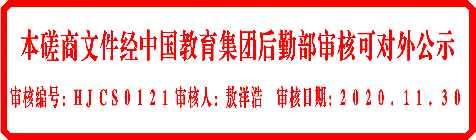 本磋商文件经中国教育集团后勤部审核可对外公示
审核编号: HJCS0121 审核人: 敖洋浩 审核日期: 2020.11.30